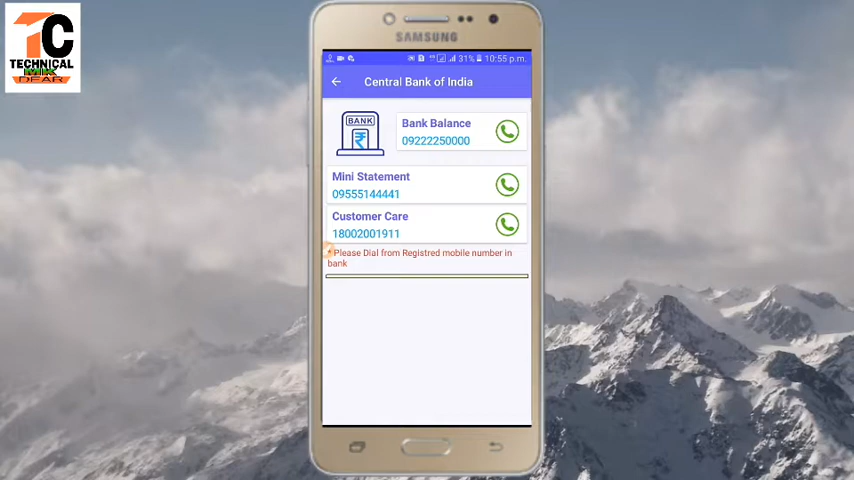 TC
TECHNICAL
MK
DEAR
SAMSUNG
31% 10:55 p.m.
Central Bank of India
BANK
₹
Bank Balance
09222250000
Mini Statement
09555144441
Customer Care
18002001911
* Please Dial from Registred mobile number in
bank